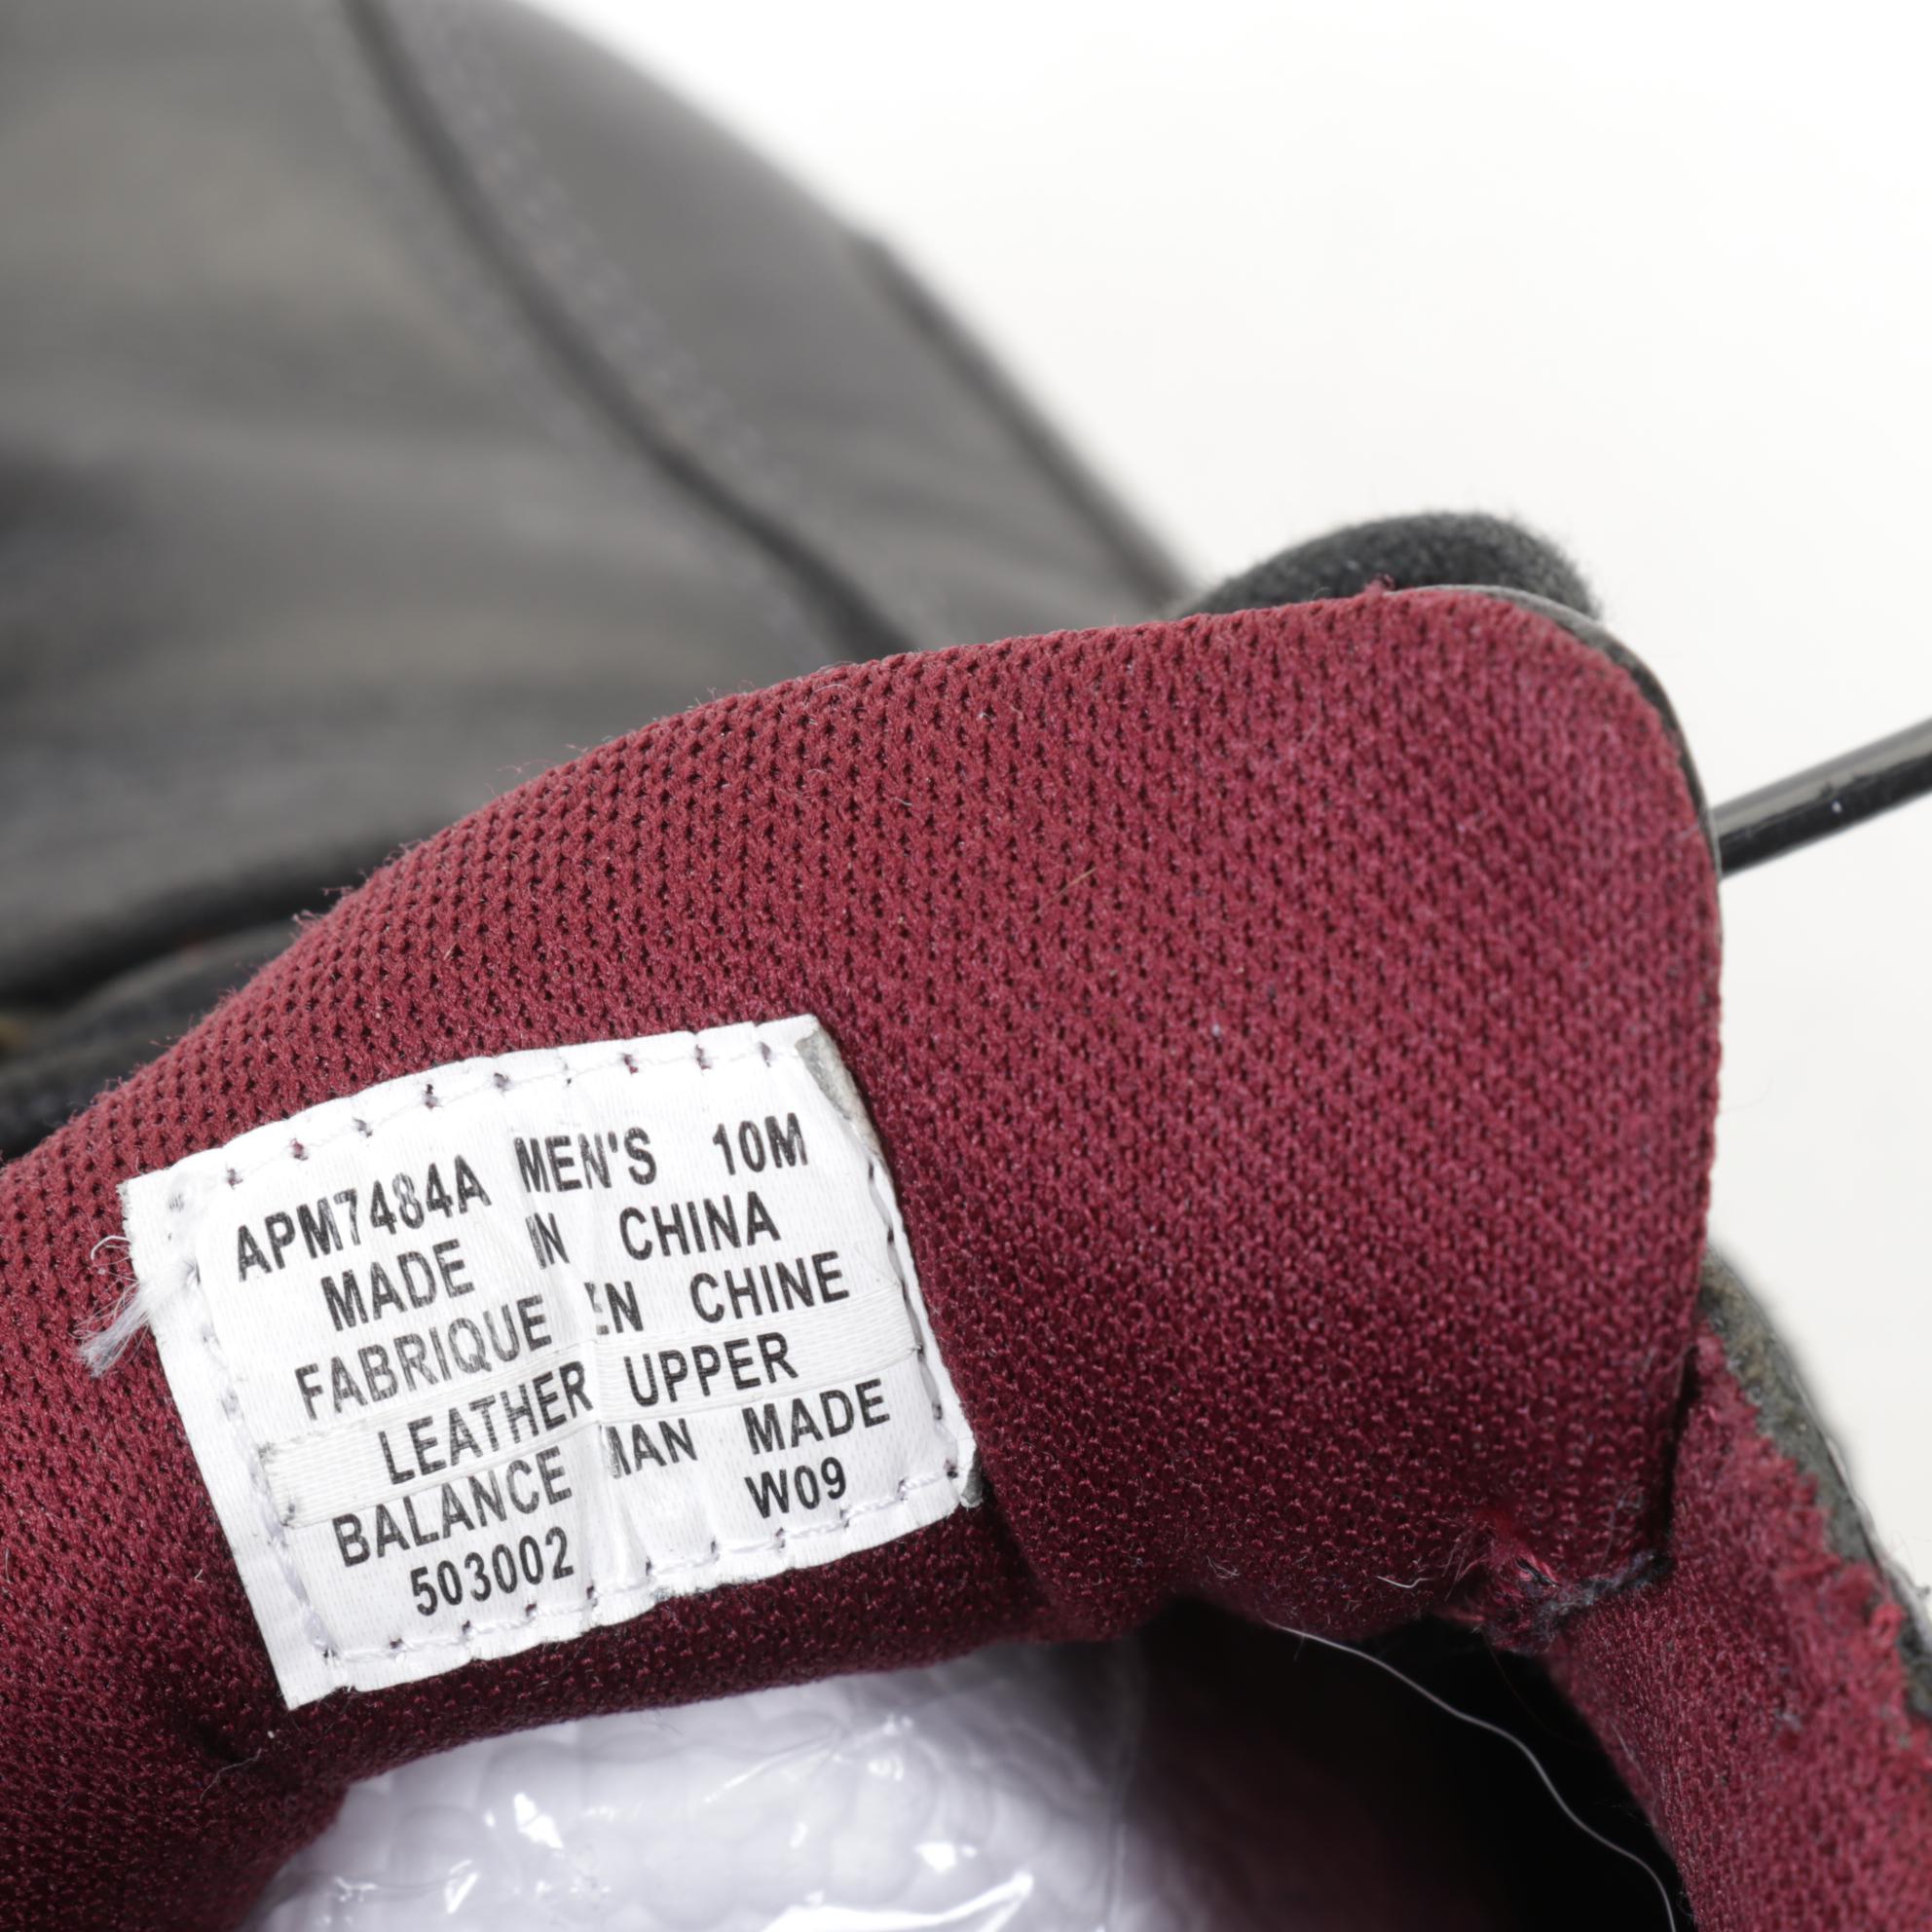 APM7484A MEN'S 10M
MADE IN CHINA
FABRIQUE EN CHINE
LEATHER UPPER
BALANCE MAN MADE
503002 W09